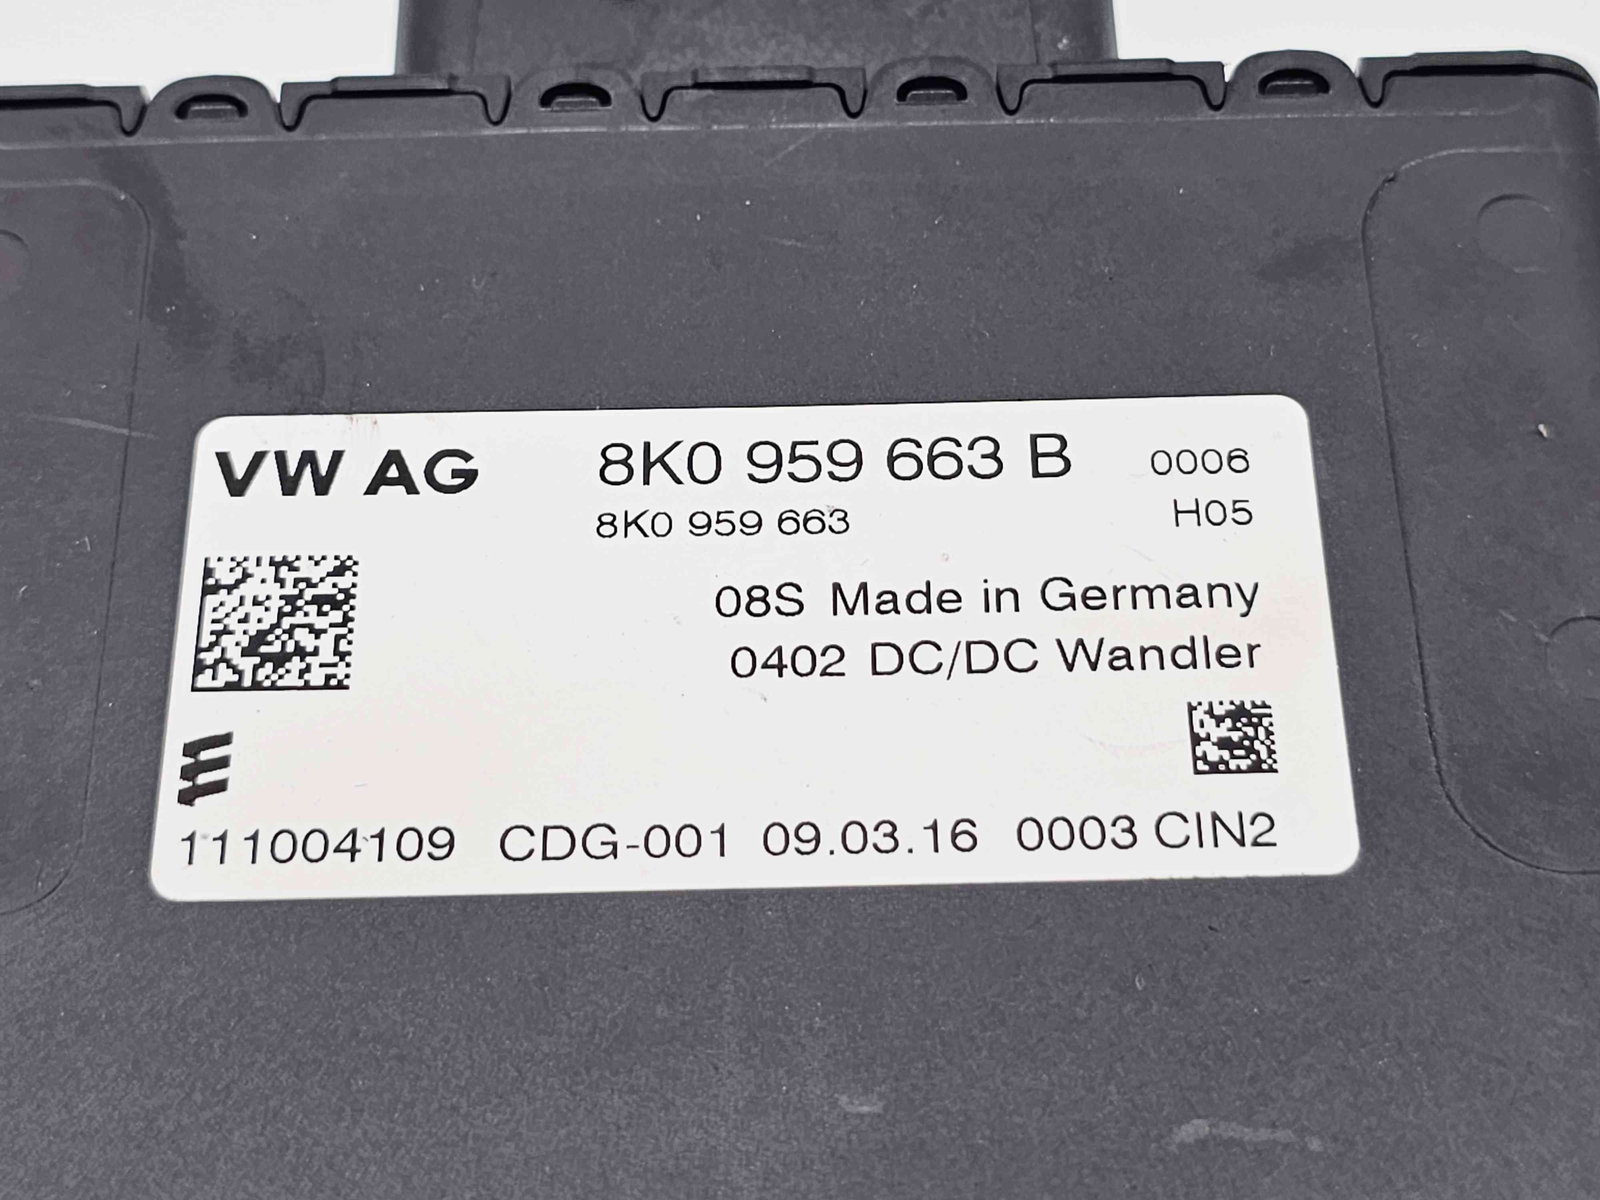 VW AG 8K0 959 663 B 0006
8K0 959 663 H05
08S Made in Germany
0402 DC/DC Wandler
111004109 CDG-001 09.03.16 0003 CIN2